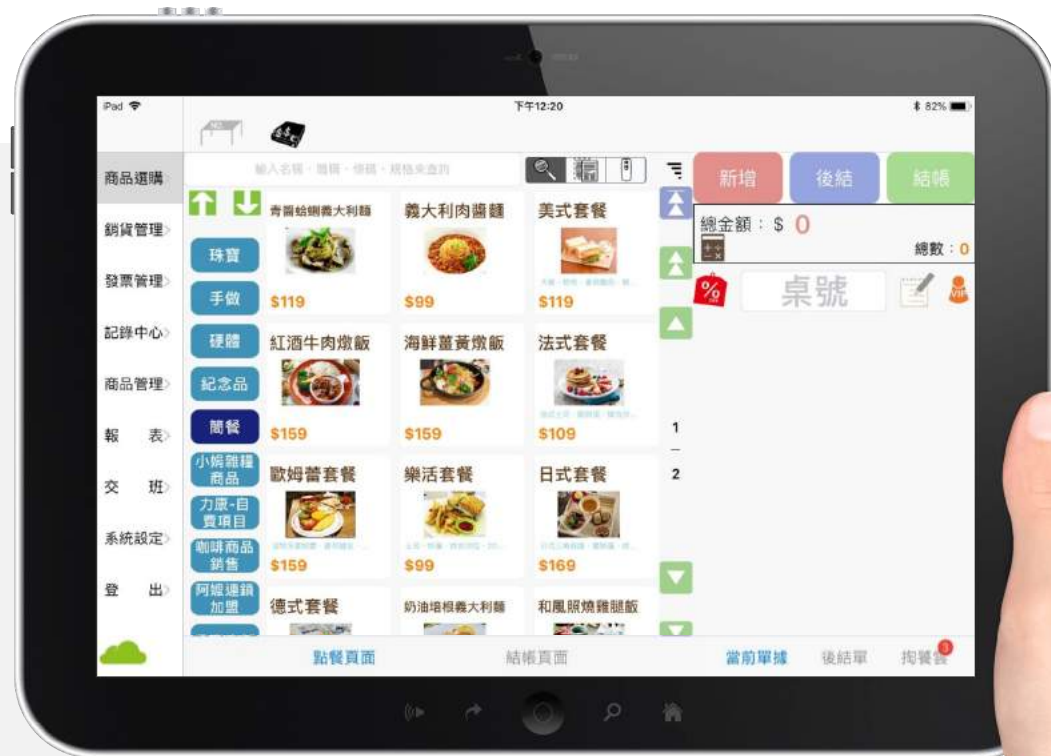 iPad
下午12:20
82%
商品選購
銷貨管理
發票管理
記錄中心
商品管理
報 表
交 班
系統設定
登 出
輸入名稱、簡稱、條碼、規格來查詢
珠寶
手做
硬體
紀念品
簡餐
小娟雜糧
商品
力康-自
費項目
咖啡商品
銷售
阿嬤連鎖
加盟
青醬蛤蜊義大利麵
$119
義大利肉醬麵
$99
美式套餐
$119
紅酒牛肉燉飯
$159
海鮮薑黃燉飯
$159
法式套餐
$109
歐姆蕾套餐
$159
樂活套餐
$99
日式套餐
$169
德式套餐
奶油培根義大利麵
和風照燒雞腿飯
1
2
新增
後結
結帳
總金額：$ 0
總數：0
%
桌號
VIP
點餐頁面
結帳頁面
當前單據
後結單
掏饕雲
3